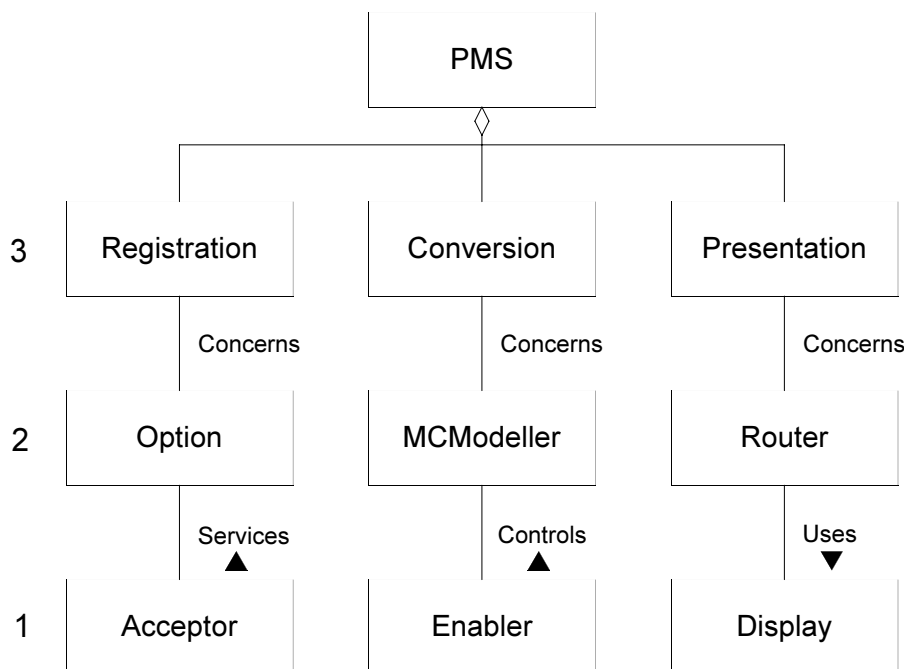 PMS
3 Registration Conversion Presentation
Concerns Concerns Concerns
2 Option MCModeller Router
Services Controls Uses
1 Acceptor Enabler Display